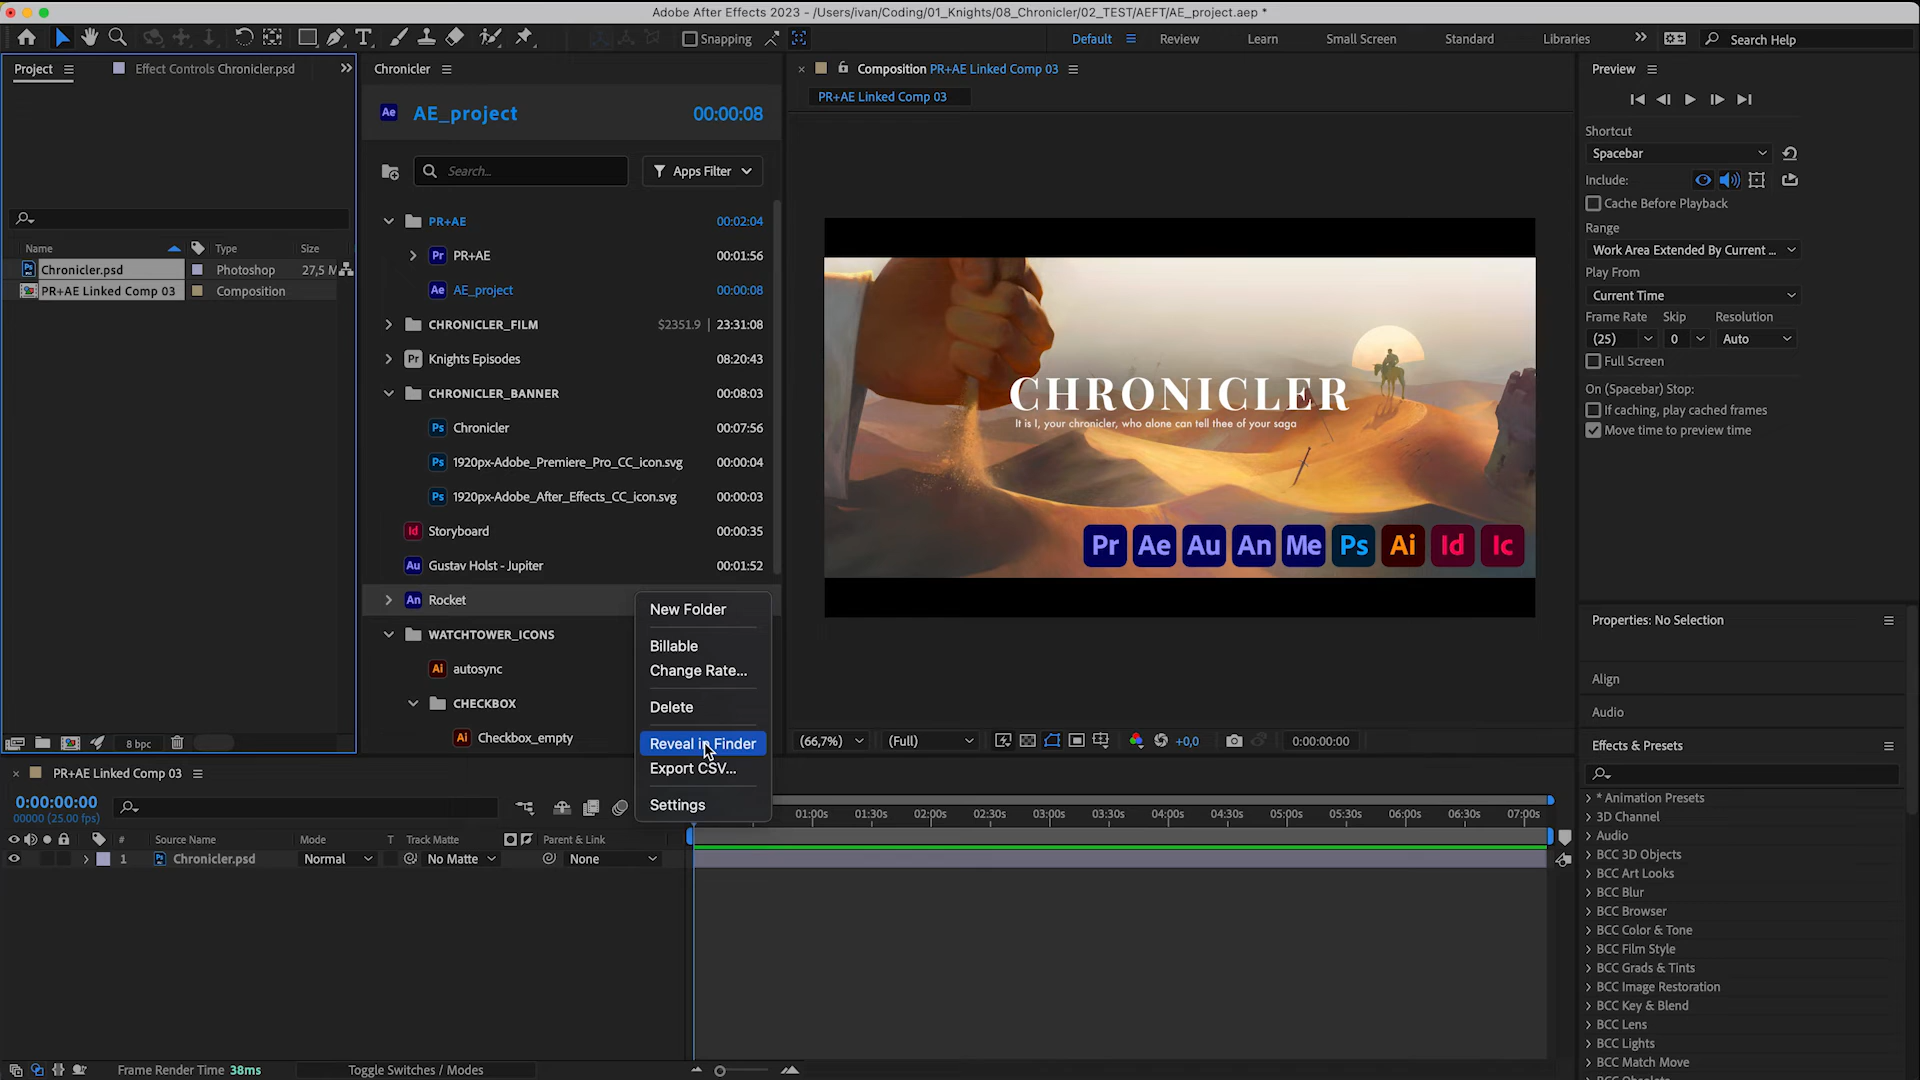 Adobe After Effects 2023 - /Users/ivan/Coding/01_Knights/08_Chronicler/02_TEST/AEFT/AE_project.aep *
Snapping
Default
Review
Learn
Small Screen
Standard
Libraries
Search Help
Project
Effect Controls Chronicler.psd
Name
Type
Size
Chronicler.psd
Photoshop
27,5 M
PR+AE Linked Comp 03
Composition
8 bpc
Chronicler
Ae
AE_project
00:00:08
Search...
Apps Filter
PR+AE
00:02:04
Pr
PR+AE
00:01:56
Ae
AE_project
00:00:08
CHRONICLER_FILM
$2351.9
23:31:08
Pr
Knights Episodes
08:20:43
CHRONICLER_BANNER
00:08:03
Ps
Chronicler
00:07:56
Ps
1920px-Adobe_Premiere_Pro_CC_icon.svg
00:00:04
Ps
1920px-Adobe_After_Effects_CC_icon.svg
00:00:03
Id
Storyboard
00:00:35
Au
Gustav Holst - Jupiter
00:01:52
An
Rocket
WATCHTOWER_ICONS
Ai
autosync
CHECKBOX
Ai
Checkbox_empty
New Folder
Billable
Change Rate...
Delete
Reveal in Finder
Export CSV...
Settings
Composition PR+AE Linked Comp 03
PR+AE Linked Comp 03
CHRONICLER
It is I, your chronicler, who alone can tell thee of your saga
Pr Ae Au An Me Ps Ai Id Ic
(66,7%)
(Full)
+0,0
0:00:00:00
Preview
Shortcut
Spacebar
Include:
Cache Before Playback
Range
Work Area Extended By Current ...
Play From
Current Time
Frame Rate
Skip
Resolution
(25)
0
Auto
Full Screen
On (Spacebar) Stop:
If caching, play cached frames
Move time to preview time
Properties: No Selection
Align
Audio
Effects & Presets
* Animation Presets
3D Channel
Audio
BCC 3D Objects
BCC Art Looks
BCC Blur
BCC Browser
BCC Color & Tone
BCC Film Style
BCC Grads & Tints
BCC Image Restoration
BCC Key & Blend
BCC Lens
BCC Lights
BCC Match Move
PR+AE Linked Comp 03
0:00:00:00
00000 (25.00 fps)
#
Source Name
Mode
T
Track Matte
Parent & Link
1
Chronicler.psd
Normal
No Matte
None
01:00s
01:30s
02:00s
02:30s
03:00s
03:30s
04:00s
04:30s
05:00s
05:30s
06:00s
06:30s
07:00s
Frame Render Time 38ms
Toggle Switches / Modes